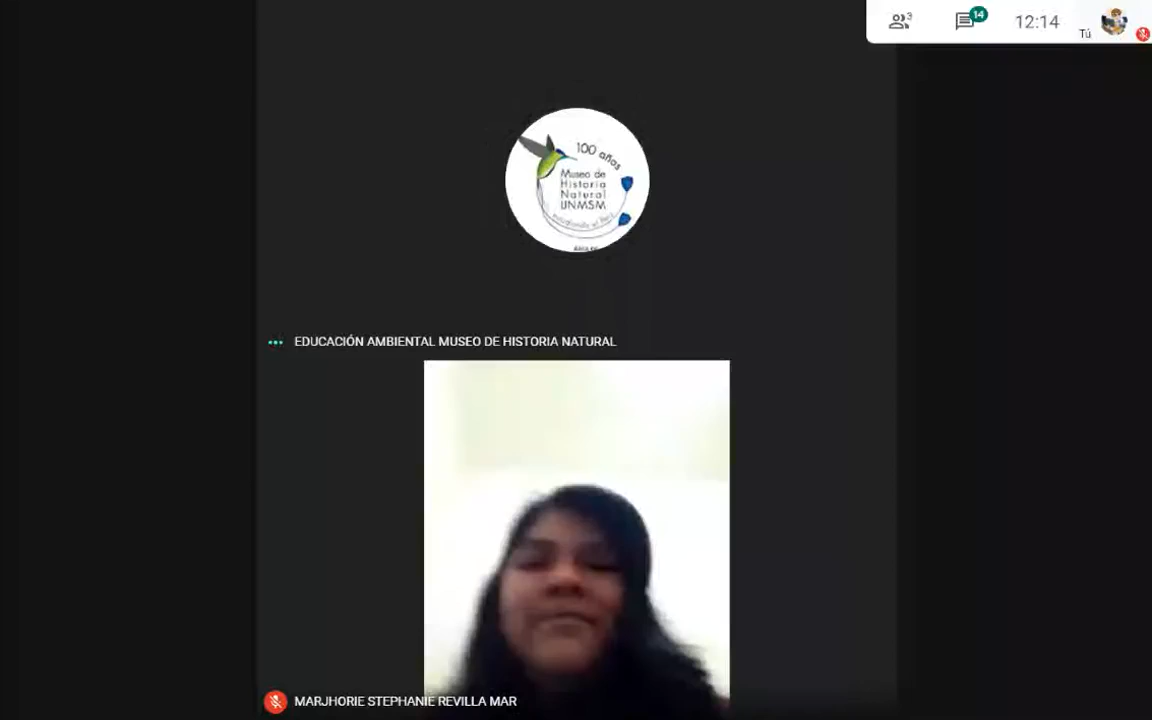 3
14
12:14
Tú
100 años
Museo de
Historia
Natural
UNMSM
EDUCACIÓN AMBIENTAL MUSEO DE HISTORIA NATURAL
MARJHORIE STEPHANIE REVILLA MAR